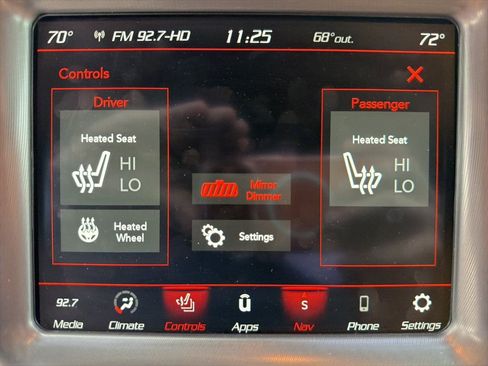 70° FM 92.7-HD 11:25 68°out. 72°
Controls
Driver
Passenger
Heated Seat
HI
LO
Heated Seat
HI
LO
Mirror
Dimmer
Heated
Wheel
Settings
92.7
S
Media Climate Controls Apps Nav Phone Settings